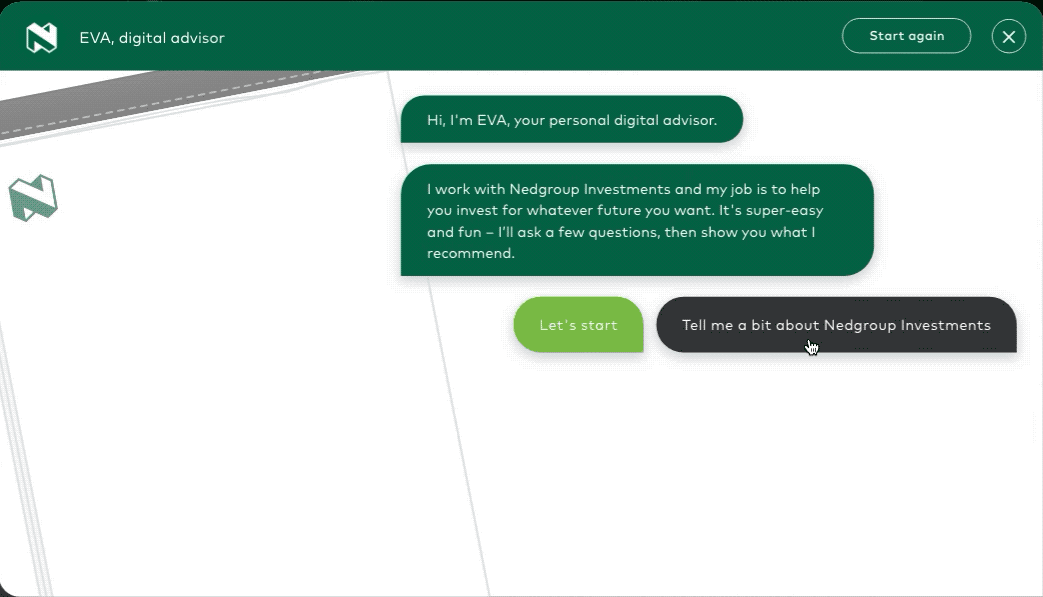 EVA, digital advisor
Start again
Hi, I'm EVA, your personal digital advisor.
I work with Nedgroup Investments and my job is to help
you invest for whatever future you want. It's super-easy
and fun – I’ll ask a few questions, then show you what I
recommend.
Let's start
Tell me a bit about Nedgroup Investments